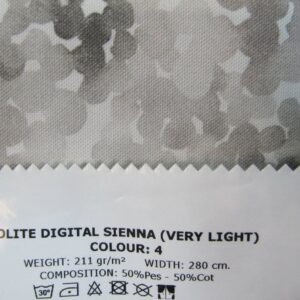 OLITE DIGITAL SIENNA (VERY LIGHT)
COLOUR: 4
WEIGHT: 211 gr/m² WIDTH: 280 cm.
COMPOSITION: 50%Pes - 50%Cot
30°